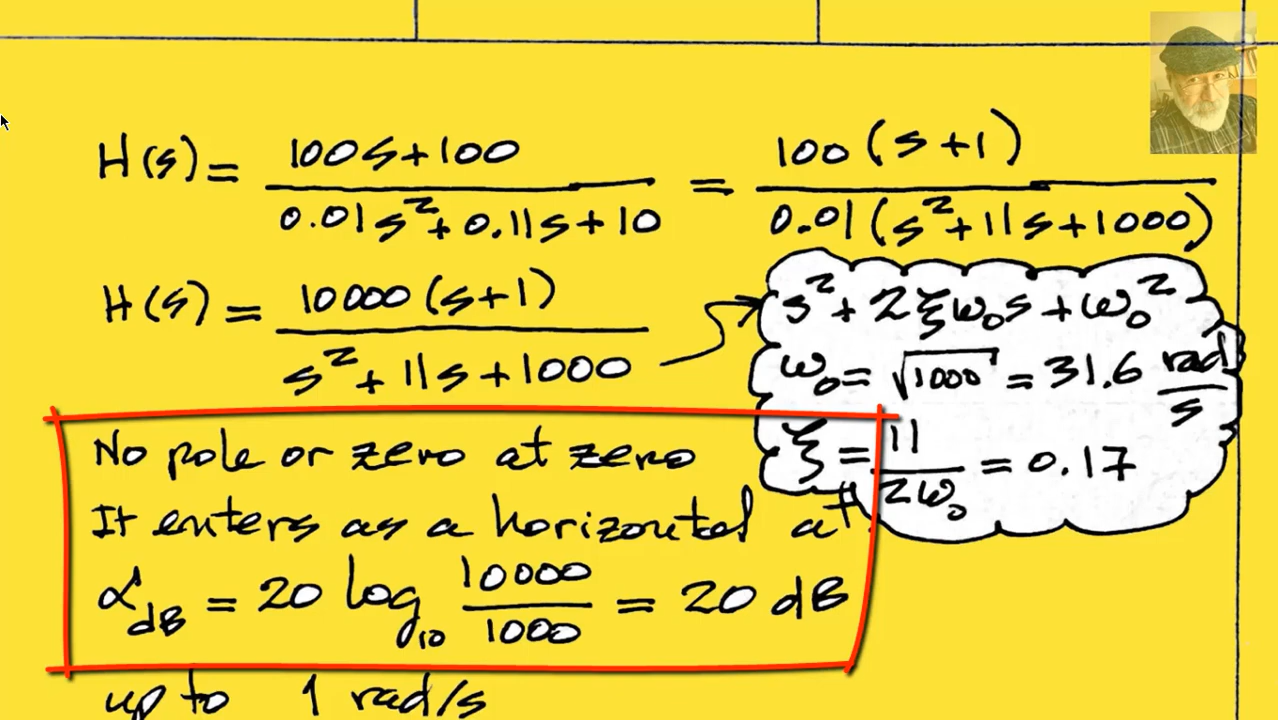 H(s) = (100s+100)/(0.01s²+0.11s+10) = 100(s+1)/(0.01(s²+11s+1000))
H(s) = 10000(s+1)/(s²+11s+1000)
s²+2ξω₀s+ω₀²
ω₀ = √1000 = 31.6 rad/s
ξ = 11/(2ω₀) = 0.17
No pole or zero at zero
It enters as a horizontal at
α_dB = 20 log₁₀ 10000/1000 = 20 dB
up to 1 rad/s